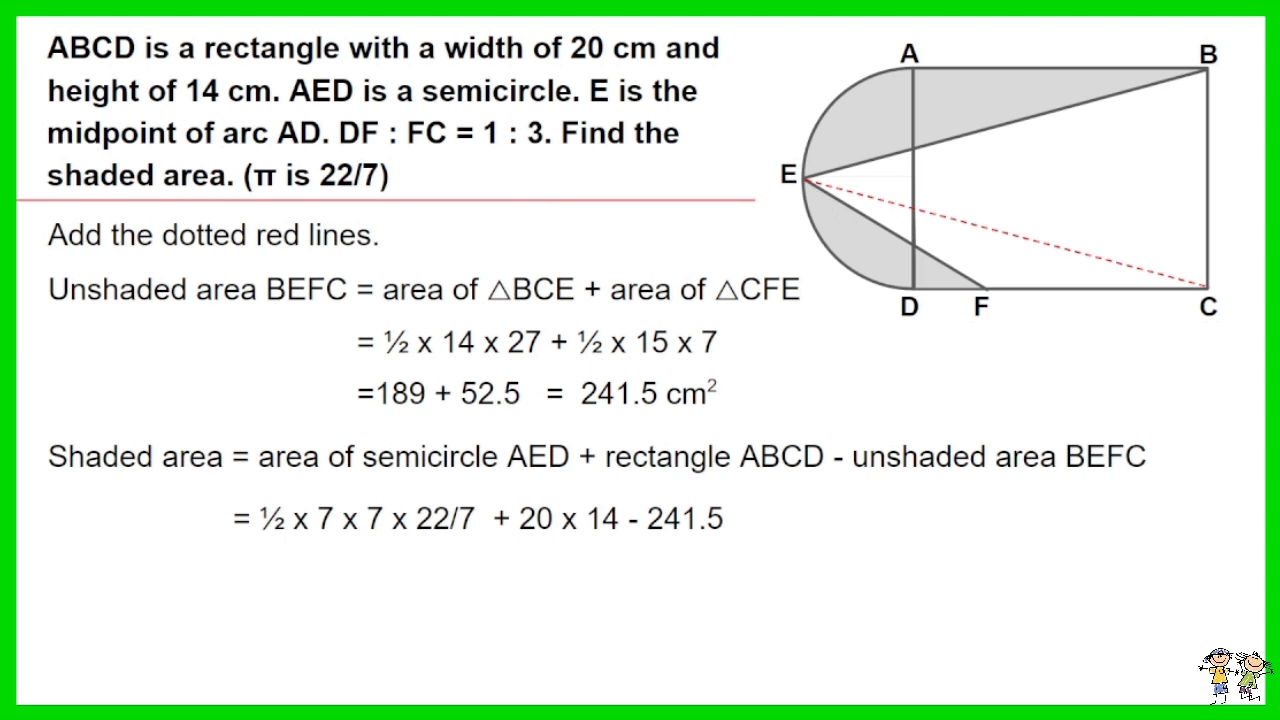 ABCD is a rectangle with a width of 20 cm and
height of 14 cm. AED is a semicircle. E is the
midpoint of arc AD. DF : FC = 1 : 3. Find the
shaded area. (π is 22/7)
A
B
E
D
F
C
Add the dotted red lines.
Unshaded area BEFC = area of △BCE + area of △CFE
= ½ x 14 x 27 + ½ x 15 x 7
=189 + 52.5 = 241.5 cm²
Shaded area = area of semicircle AED + rectangle ABCD - unshaded area BEFC
= ½ x 7 x 7 x 22/7 + 20 x 14 - 241.5